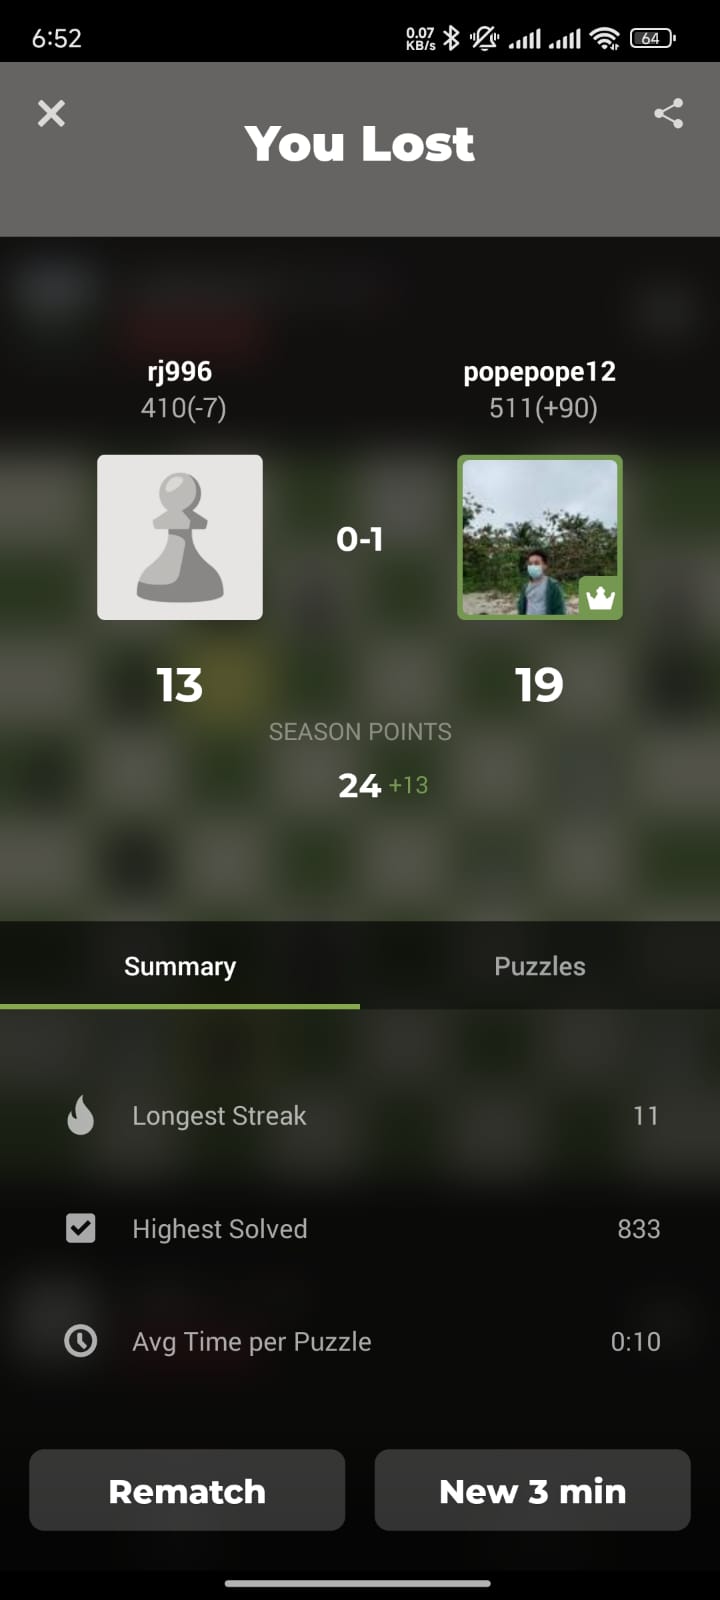 6:52
0.07
KB/s
64
You Lost
rj996
popepope12
410(-7)
511(+90)
0-1
13
19
SEASON POINTS
24 +13
Summary
Puzzles
Longest Streak
11
Highest Solved
833
Avg Time per Puzzle
0:10
Rematch
New 3 min